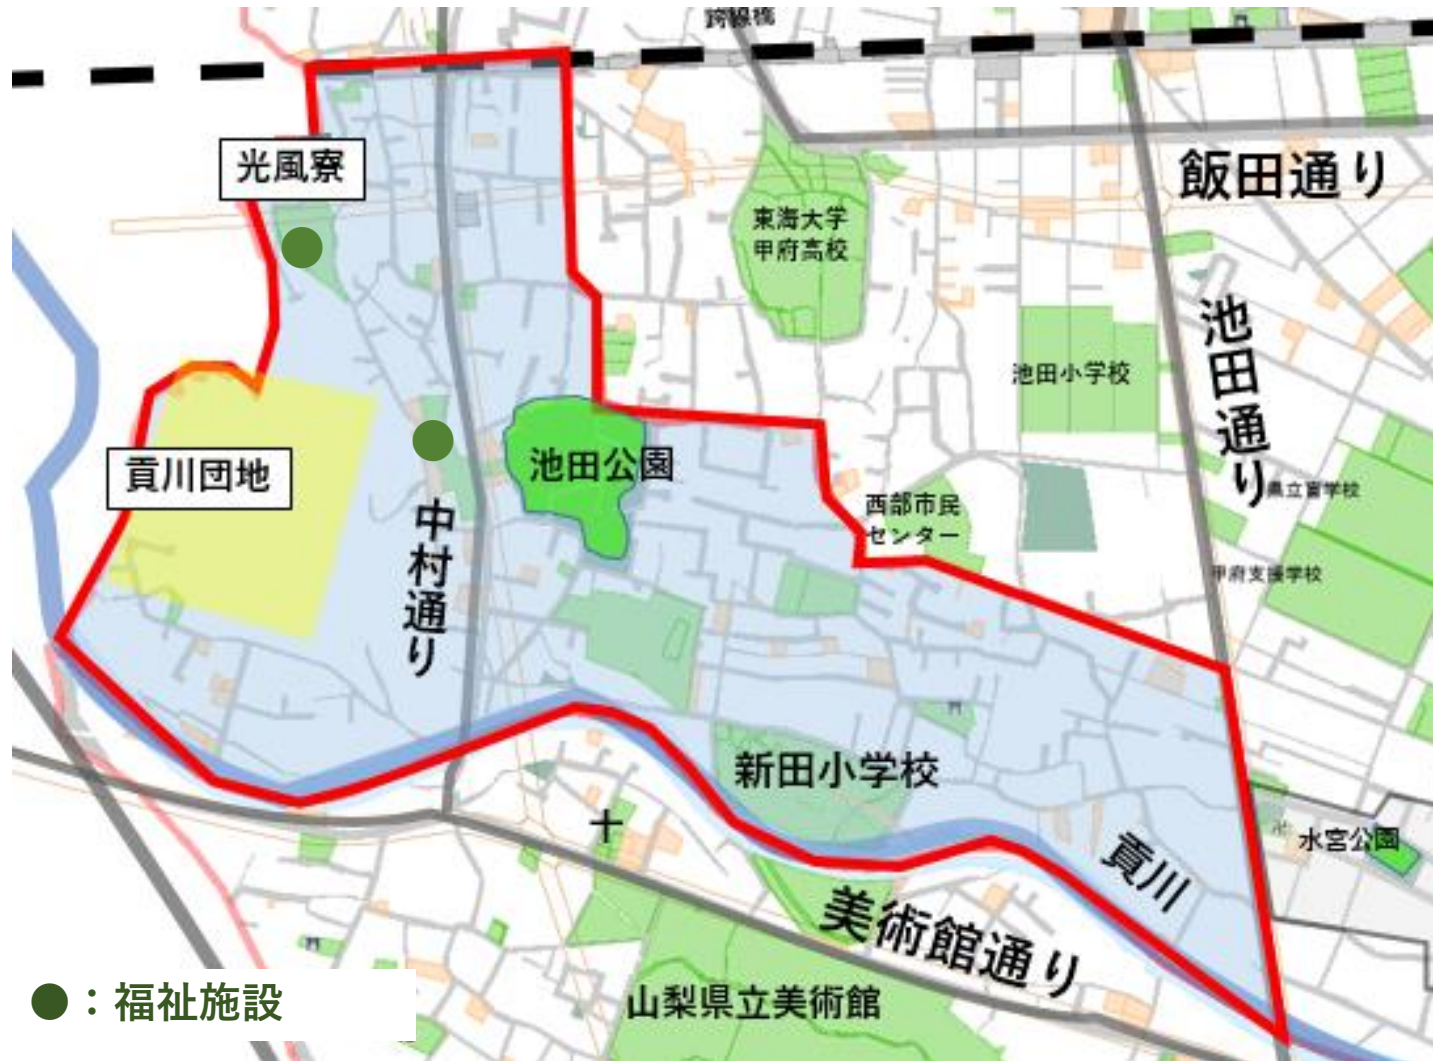 跨線橋
光風寮
飯田通り
東海大学
甲府高校
池田通り
池田小学校
貢川団地
池田公園
県立盲学校
西部市民
センター
中村通り
甲府支援学校
新田小学校
水宮公園
貢川
美術館通り
山梨県立美術館
●：福祉施設